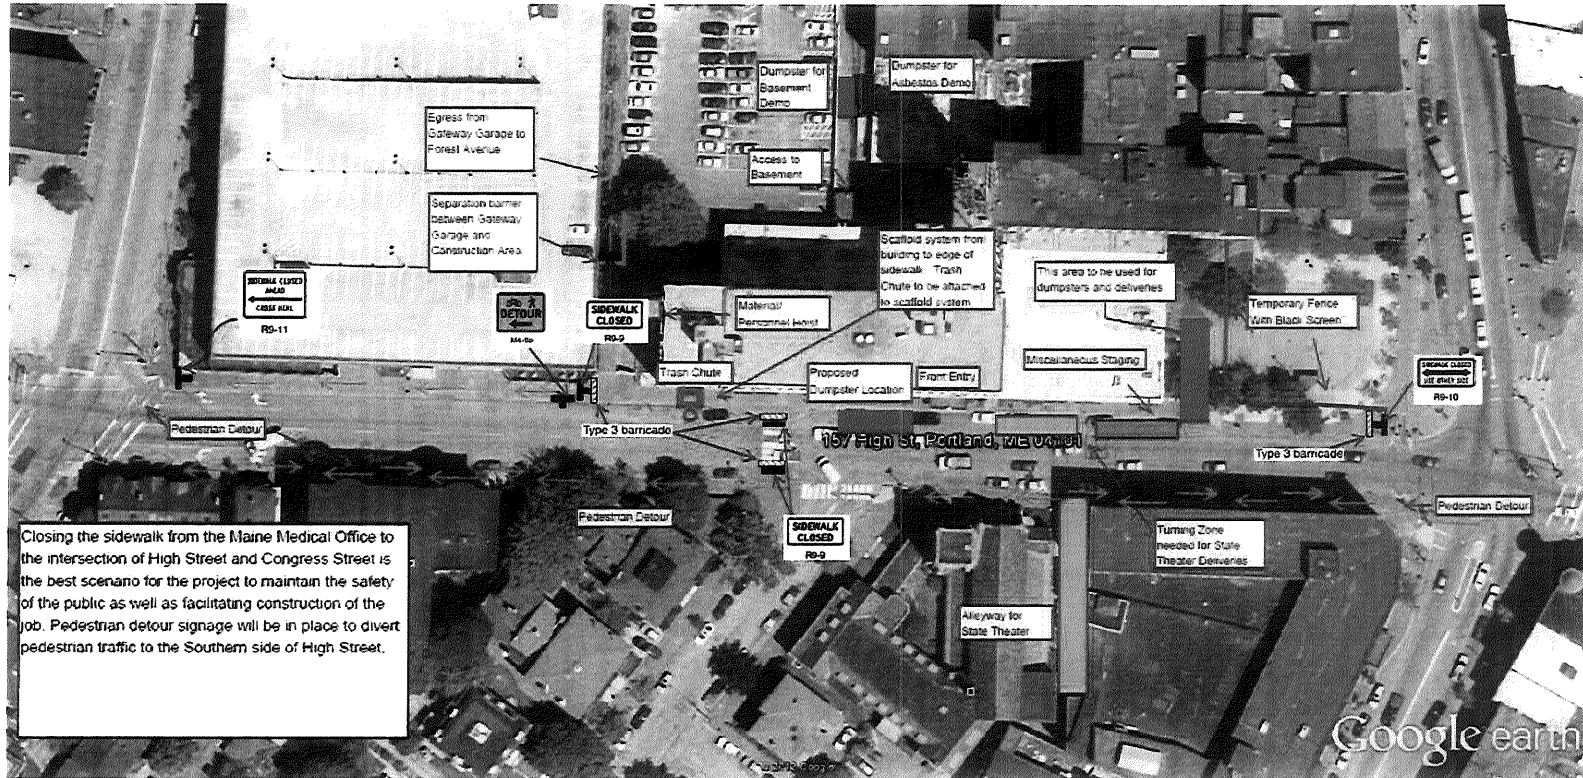 Dumpster for
Basement
Demo
Dumpster for
Asbestos Demo
Egress from
Gateway Garage to
Forest Avenue
Access to
Basement
Separation barrier
between Gateway
Garage and
Construction Area
Scaffold system from
building to edge of
sidewalk. Trash
Chute to be attached
to scaffold system
This area to be used for
dumpsters and deliveries
SIDEWALK CLOSED
AHEAD
CROSS HERE
R9-11
DETOUR
SIDEWALK
CLOSED
R9-9
Material/
Personnel Hoist
Temporary Fence
With Black Screen
Trash Chute
Proposed
Dumpster Location
Front Entry
Miscellaneous Staging
SIDEWALK CLOSED
USE OTHER SIDE
R9-10
Pedestrian Detour
Type 3 barricade
157 High St, Portland, ME 04101
Type 3 barricade
Pedestrian Detour
SIDEWALK
CLOSED
R9-9
Turning Zone
needed for State
Theater Deliveries
Pedestrian Detour
Alleyway for
State Theater
Closing the sidewalk from the Maine Medical Office to
the intersection of High Street and Congress Street is
the best scenario for the project to maintain the safety
of the public as well as facilitating construction of the
job. Pedestrian detour signage will be in place to divert
pedestrian traffic to the Southern side of High Street.
Google earth